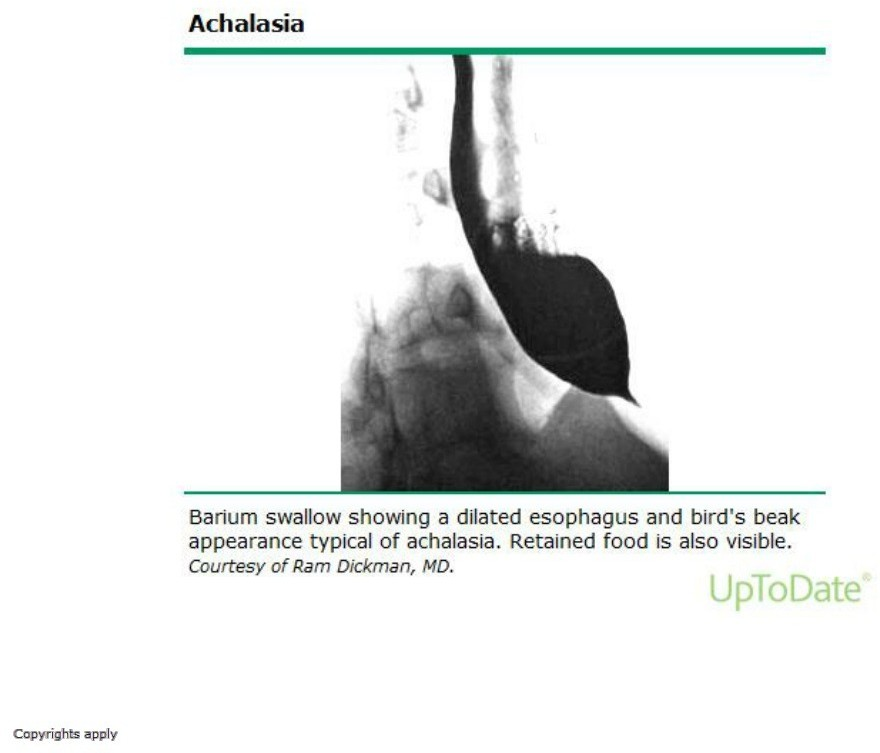 Achalasia
Barium swallow showing a dilated esophagus and bird's beak
appearance typical of achalasia. Retained food is also visible.
Courtesy of Ram Dickman, MD.
UpToDate®
Copyrights apply